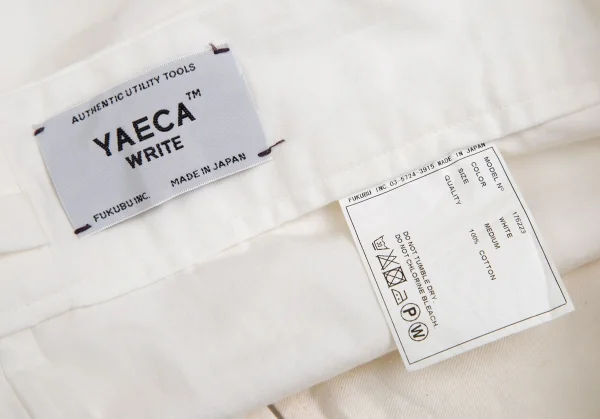 AUTHENTIC UTILITY TOOLS
YAECA™
WRITE
FUKUBU INC. MADE IN JAPAN
FUKUBU INC 03-5724-3915 MADE IN JAPAN
MODEL Nº 176223
COLOR WHITE
SIZE MEDIUM
QUALITY 100% COTTON
DO NOT TUMBLE DRY.
DO NOT CHLORINE BLEACH.
P W